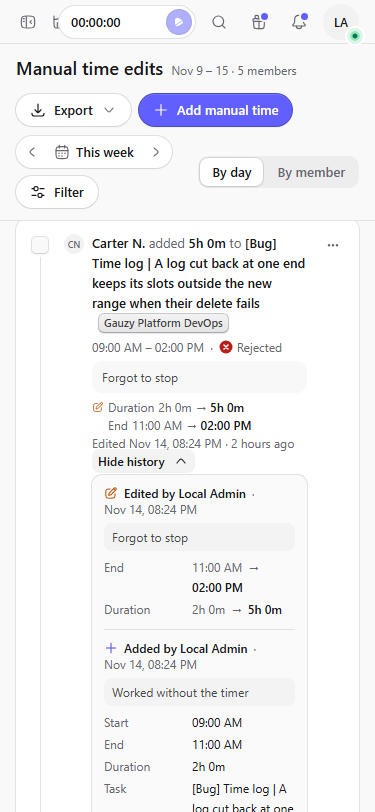 00:00:00
LA
Manual time edits Nov 9 – 15 · 5 members
Export
+ Add manual time
This week
By day
By member
Filter
CN
Carter N. added 5h 0m to [Bug]
Time log | A log cut back at one end
keeps its slots outside the new
range when their delete fails
Gauzy Platform DevOps
09:00 AM – 02:00 PM · Rejected
Forgot to stop
Duration 2h 0m → 5h 0m
End 11:00 AM → 02:00 PM
Edited Nov 14, 08:24 PM · 2 hours ago
Hide history
Edited by Local Admin ·
Nov 14, 08:24 PM
Forgot to stop
End 11:00 AM →
02:00 PM
Duration 2h 0m → 5h 0m
+ Added by Local Admin ·
Nov 14, 08:24 PM
Worked without the timer
Start 09:00 AM
End 11:00 AM
Duration 2h 0m
Task [Bug] Time log | A
log cut back at one